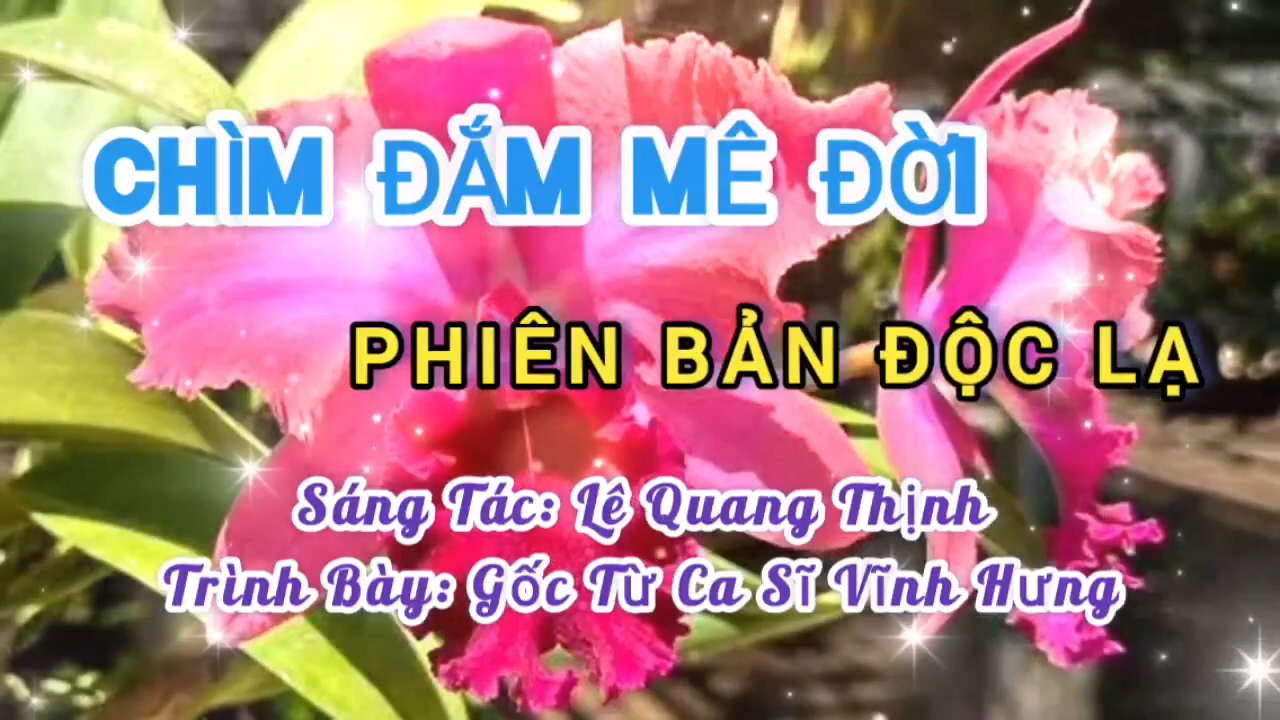 CHÌM ĐẮM MÊ ĐỜI
PHIÊN BẢN ĐỘC LẠ
Sáng Tác: Lê Quang Thịnh
Trình Bày: Gốc Từ Ca Sĩ Vĩnh Hưng